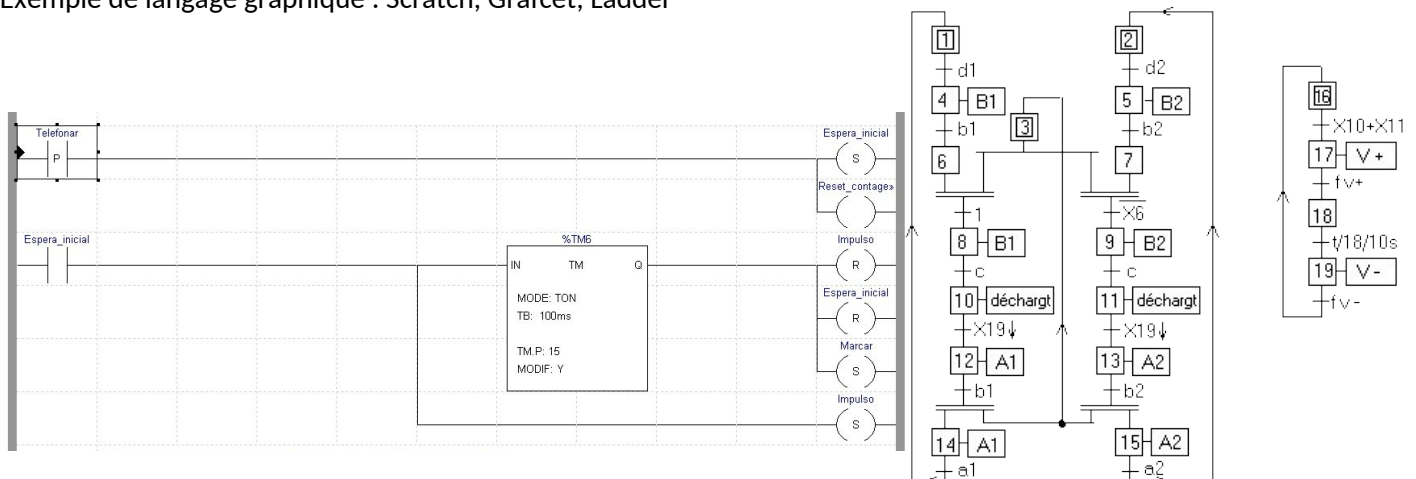 Exemple de langage graphique : Scratch, Grafcet, Ladder
Telefonar
P
Espera_inicial
S
Reset_contage»
Espera_inicial
%TM6
IN TM Q
MODE: TON
TB: 100ms
TM.P: 15
MODIF: Y
Impulso
R
Espera_inicial
R
Marcar
S
Impulso
S
1
d1
4 B1
b1
3
6
1
8 B1
c
10 déchargt
X19↓
12 A1
b1
14 A1
a1
2
d2
5 B2
b2
7
X̅6̅
9 B2
c
11 déchargt
X19↓
13 A2
b2
15 A2
a2
16
X10+X11
17 V+
fv+
18
t/18/10s
19 V-
fv-